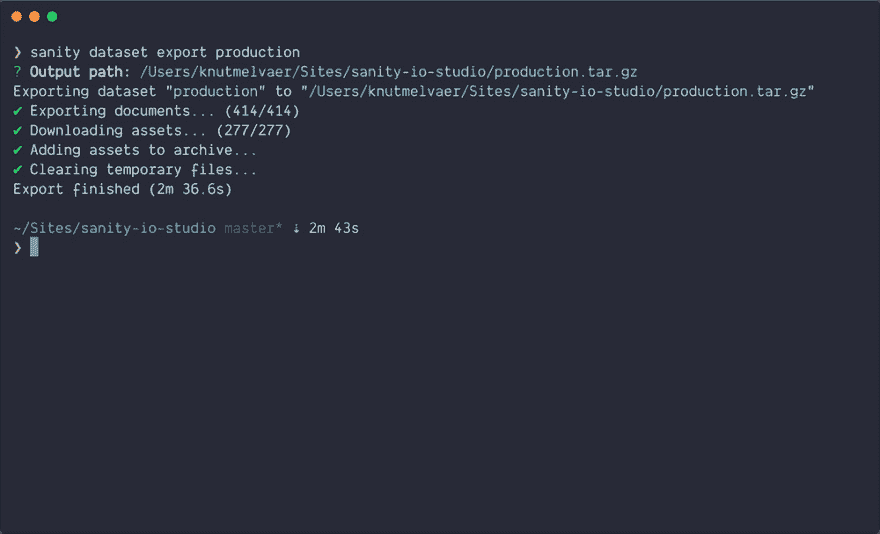 ❯ sanity dataset export production
? Output path: /Users/knutmelvaer/Sites/sanity-io-studio/production.tar.gz
Exporting dataset "production" to "/Users/knutmelvaer/Sites/sanity-io-studio/production.tar.gz"
✔ Exporting documents... (414/414)
✔ Downloading assets... (277/277)
✔ Adding assets to archive...
✔ Clearing temporary files...
Export finished (2m 36.6s)
~/Sites/sanity-io-studio master* ⇣ 2m 43s
❯